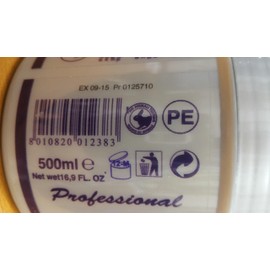 EX 09-15 Pr 0125710
PE
8010820 012383
500ml e
12 M
Net wet16,9 FL. OZ
Professional